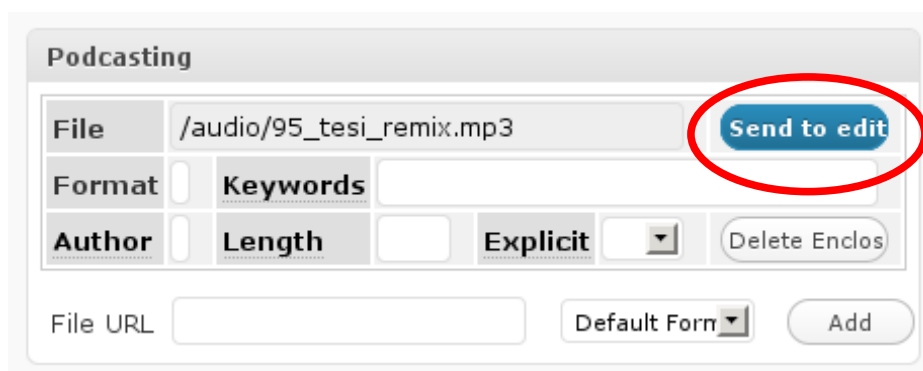 Podcasting
File /audio/95_tesi_remix.mp3 Send to edit
Format Keywords
Author Length Explicit Delete Enclos
File URL Default Form Add